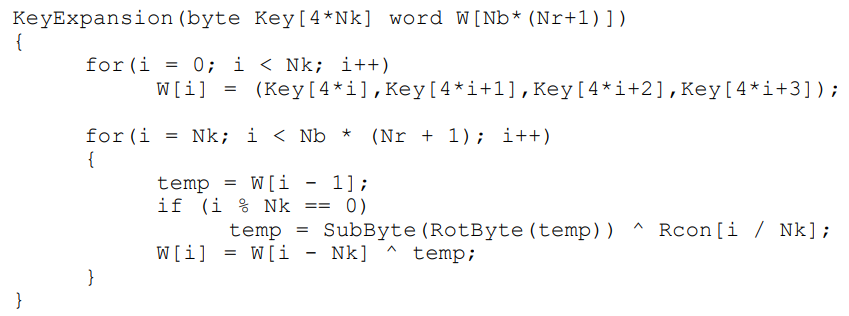 KeyExpansion(byte Key[4*Nk] word W[Nb*(Nr+1)])
{
for(i = 0; i < Nk; i++)
W[i] = (Key[4*i],Key[4*i+1],Key[4*i+2],Key[4*i+3]);
for(i = Nk; i < Nb * (Nr + 1); i++)
{
temp = W[i - 1];
if (i % Nk == 0)
temp = SubByte(RotByte(temp)) ^ Rcon[i / Nk];
W[i] = W[i - Nk] ^ temp;
}
}